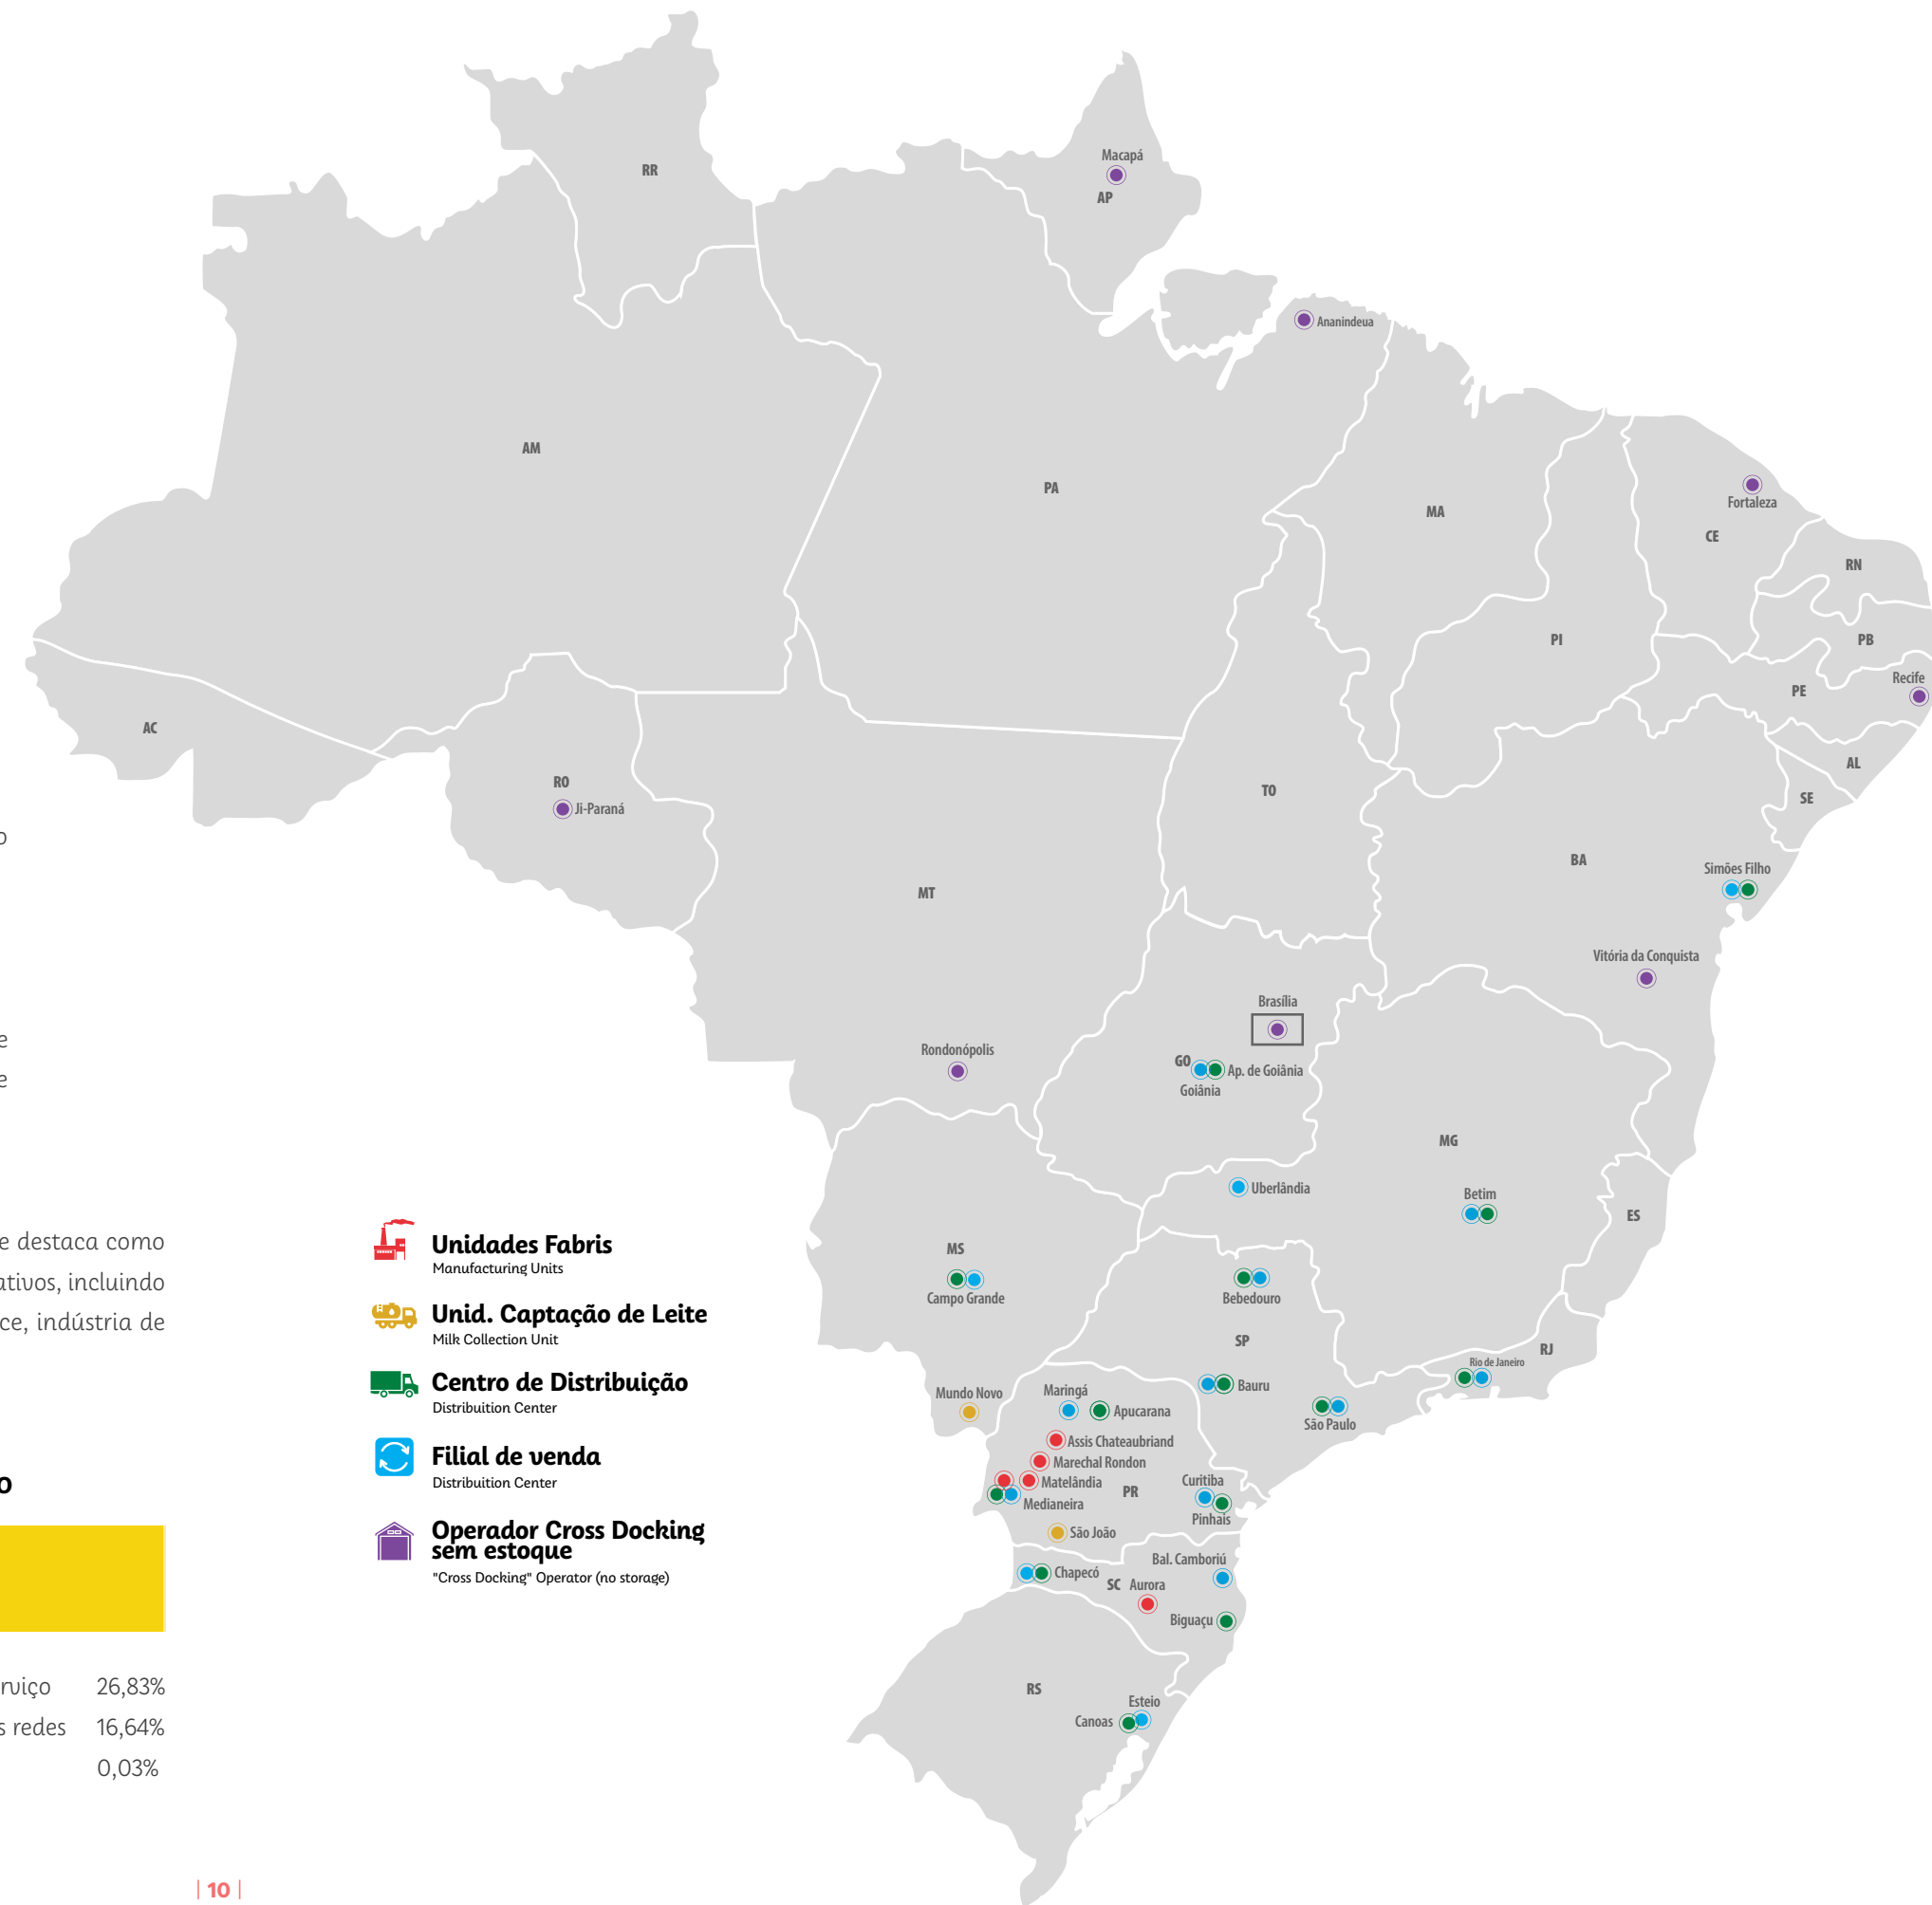 RR
Macapá
AP
Ananindeua
AM
PA
MA
Fortaleza
CE
RN
PI
PB
Recife
PE
AC
RO
Ji-Paraná
TO
AL
SE
BA
Simões Filho
MT
Vitória da Conquista
Brasília
Rondonópolis
GO
Ap. de Goiânia
Goiânia
MG
Uberlândia
Betim
ES
MS
Campo Grande
Bebedouro
SP
RJ
Rio de Janeiro
Bauru
São Paulo
Mundo Novo
Maringá
Apucarana
Assis Chateaubriand
Marechal Rondon
Matelândia
Medianeira
PR
Curitiba
Pinhais
São João
Chapecó
SC
Bal. Camboriú
Aurora
Biguaçu
RS
Esteio
Canoas
Unidades Fabris
Manufacturing Units
Unid. Captação de Leite
Milk Collection Unit
Centro de Distribuição
Distribuition Center
Filial de venda
Distribuition Center
Operador Cross Docking
sem estoque
"Cross Docking" Operator (no storage)
o
e
e
e destaca como
ativos, incluindo
ce, indústria de
o
rviço 26,83%
s redes 16,64%
0,03%
| 10 |